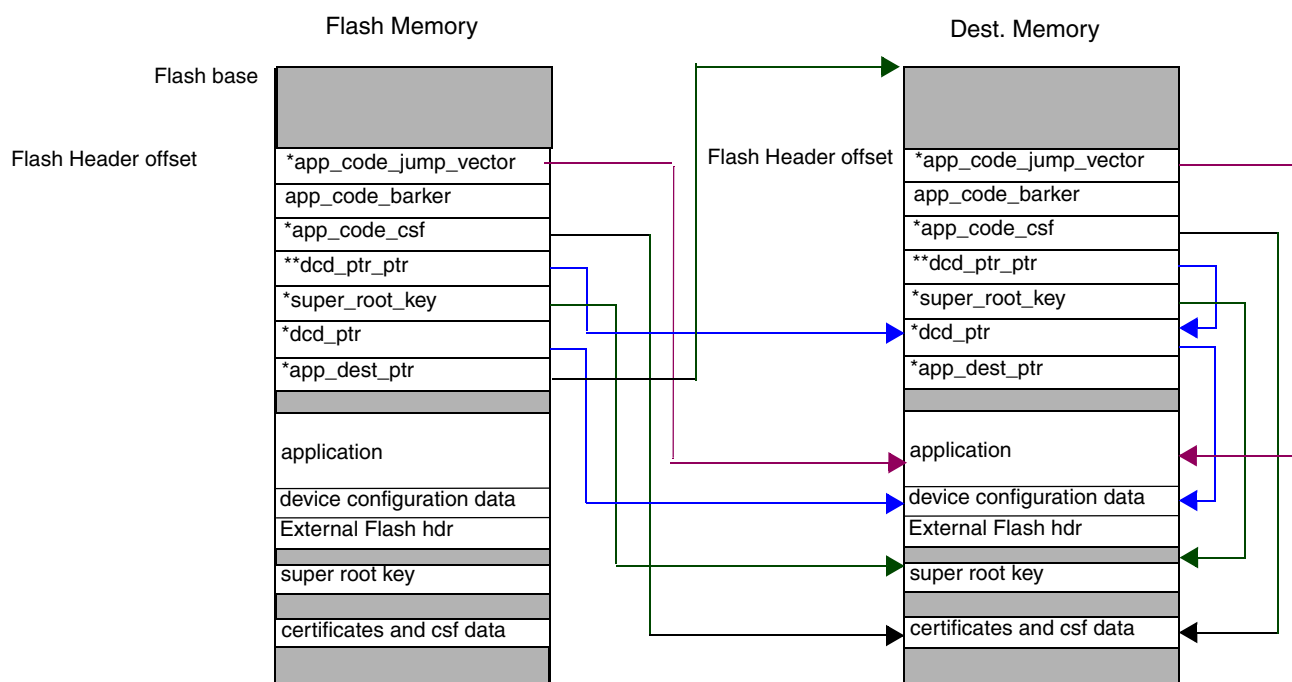 Flash Memory
Flash base
Flash Header offset
*app_code_jump_vector
app_code_barker
*app_code_csf
**dcd_ptr_ptr
*super_root_key
*dcd_ptr
*app_dest_ptr
application
device configuration data
External Flash hdr
super root key
certificates and csf data
Dest. Memory
Flash Header offset
*app_code_jump_vector
app_code_barker
*app_code_csf
**dcd_ptr_ptr
*super_root_key
*dcd_ptr
*app_dest_ptr
application
device configuration data
External Flash hdr
super root key
certificates and csf data